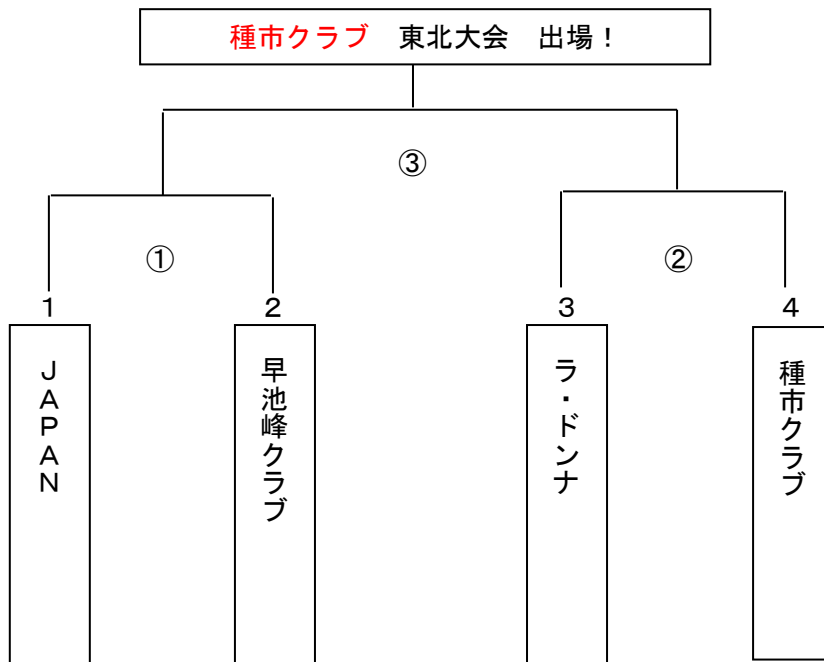 種市クラブ　東北大会　出場！
③
①
②
１
２
３
４
ＪＡＰＡＮ
早池峰クラブ
ラ・ドンナ
種市クラブ